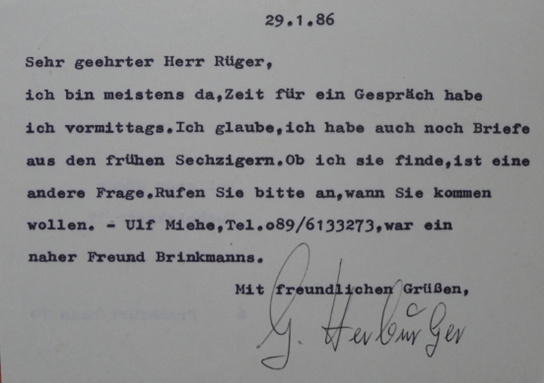 29.1.86
Sehr geehrter Herr Rüger,
ich bin meistens da,Zeit für ein Gespräch habe
ich vormittags.Ich glaube,ich habe auch noch Briefe
aus den frühen Sechzigern.Ob ich sie finde,ist eine
andere Frage.Rufen Sie bitte an,wann Sie kommen
wollen. - Ulf Miehe,Tel.o89/6133273,war ein
naher Freund Brinkmanns.
Mit freundlichen Grüßen,
G. Herburger